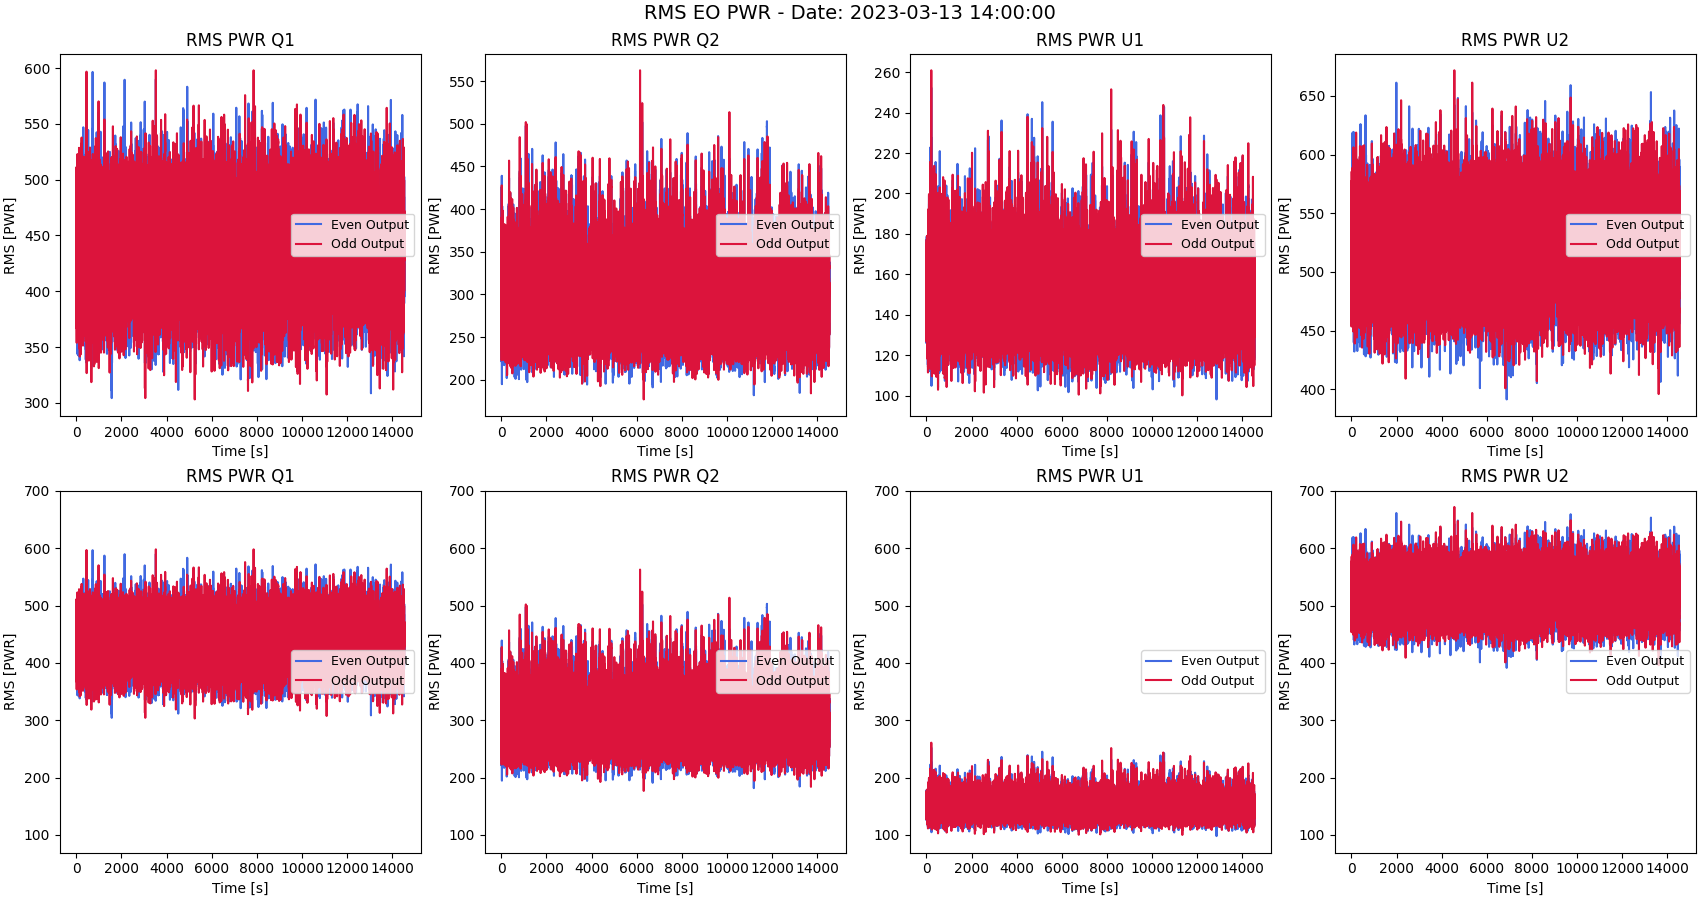 RMS EO PWR - Date: 2023-03-13 14:00:00
RMS PWR Q1
RMS [PWR]
600
550
500
450
400
350
300
Even Output
Odd Output
0 2000 4000 6000 8000 10000 12000 14000
Time [s]
RMS PWR Q2
RMS [PWR]
550
500
450
400
350
300
250
200
Even Output
Odd Output
0 2000 4000 6000 8000 10000 12000 14000
Time [s]
RMS PWR U1
RMS [PWR]
260
240
220
200
180
160
140
120
100
Even Output
Odd Output
0 2000 4000 6000 8000 10000 12000 14000
Time [s]
RMS PWR U2
RMS [PWR]
650
600
550
500
450
400
Even Output
Odd Output
0 2000 4000 6000 8000 10000 12000 14000
Time [s]
RMS PWR Q1
RMS [PWR]
700
600
500
400
300
200
100
Even Output
Odd Output
0 2000 4000 6000 8000 10000 12000 14000
Time [s]
RMS PWR Q2
RMS [PWR]
700
600
500
400
300
200
100
Even Output
Odd Output
0 2000 4000 6000 8000 10000 12000 14000
Time [s]
RMS PWR U1
RMS [PWR]
700
600
500
400
300
200
100
Even Output
Odd Output
0 2000 4000 6000 8000 10000 12000 14000
Time [s]
RMS PWR U2
RMS [PWR]
700
600
500
400
300
200
100
Even Output
Odd Output
0 2000 4000 6000 8000 10000 12000 14000
Time [s]